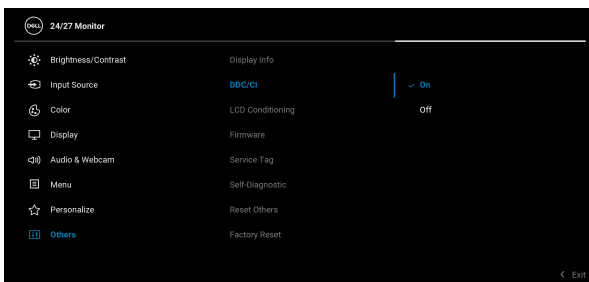 DELL 24/27 Monitor
Brightness/Contrast Display Info
Input Source DDC/CI ✓ On
Color LCD Conditioning Off
Display Firmware
Audio & Webcam Service Tag
Menu Self-Diagnostic
Personalize Reset Others
Others Factory Reset
< Exit